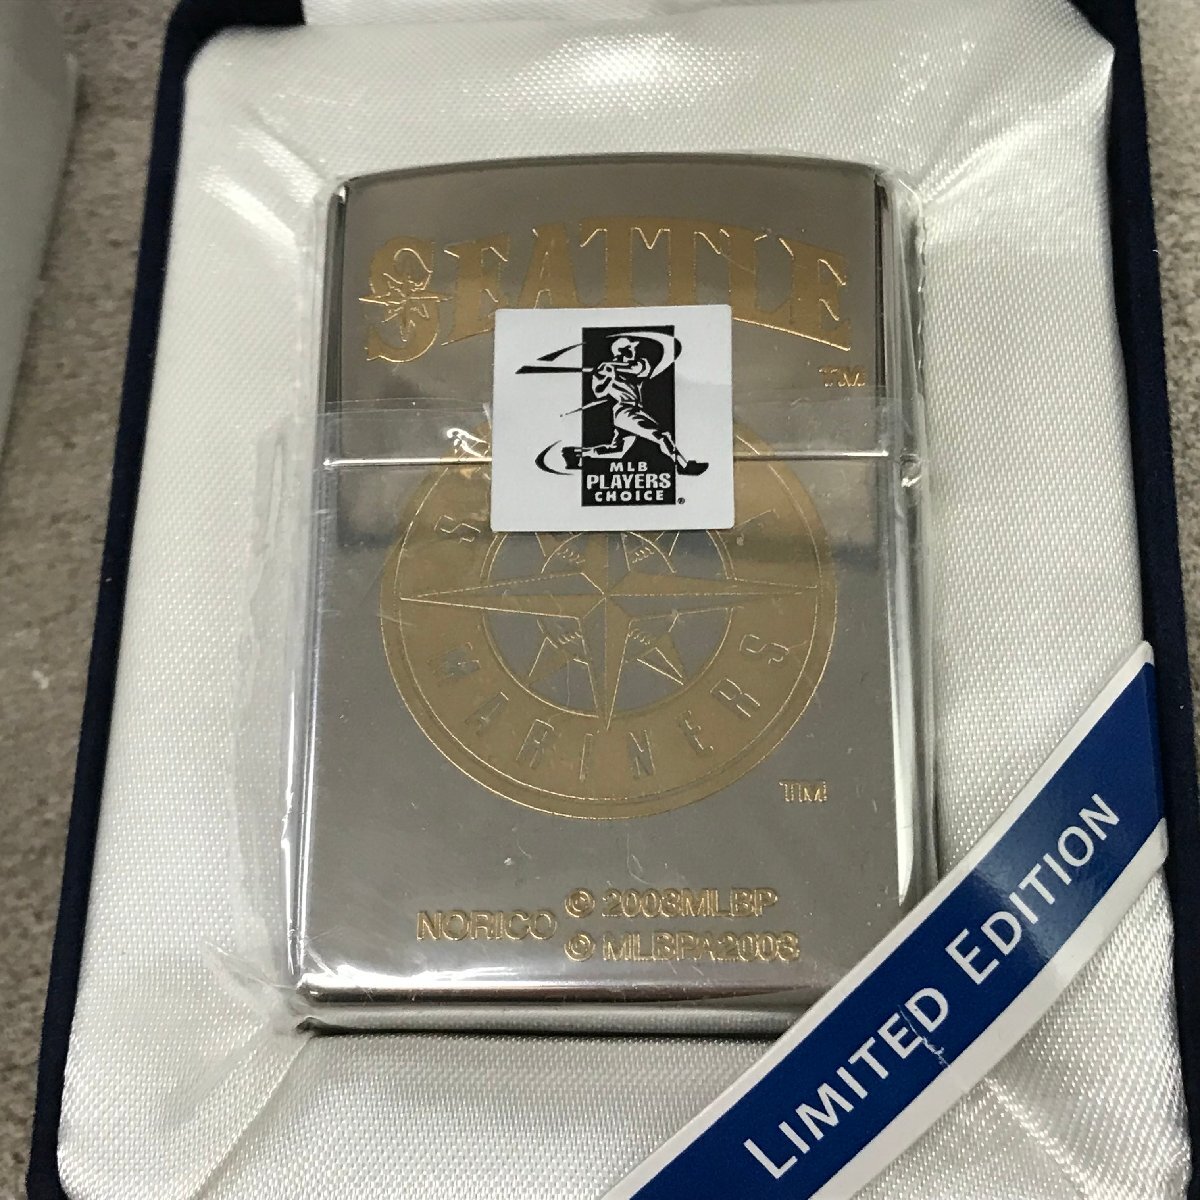 SEATTLE
TM
MLB
PLAYERS
CHOICE ®
MARINERS
TM
NORICO © 2003MLBP
© MLBPA2003
LIMITED EDITION